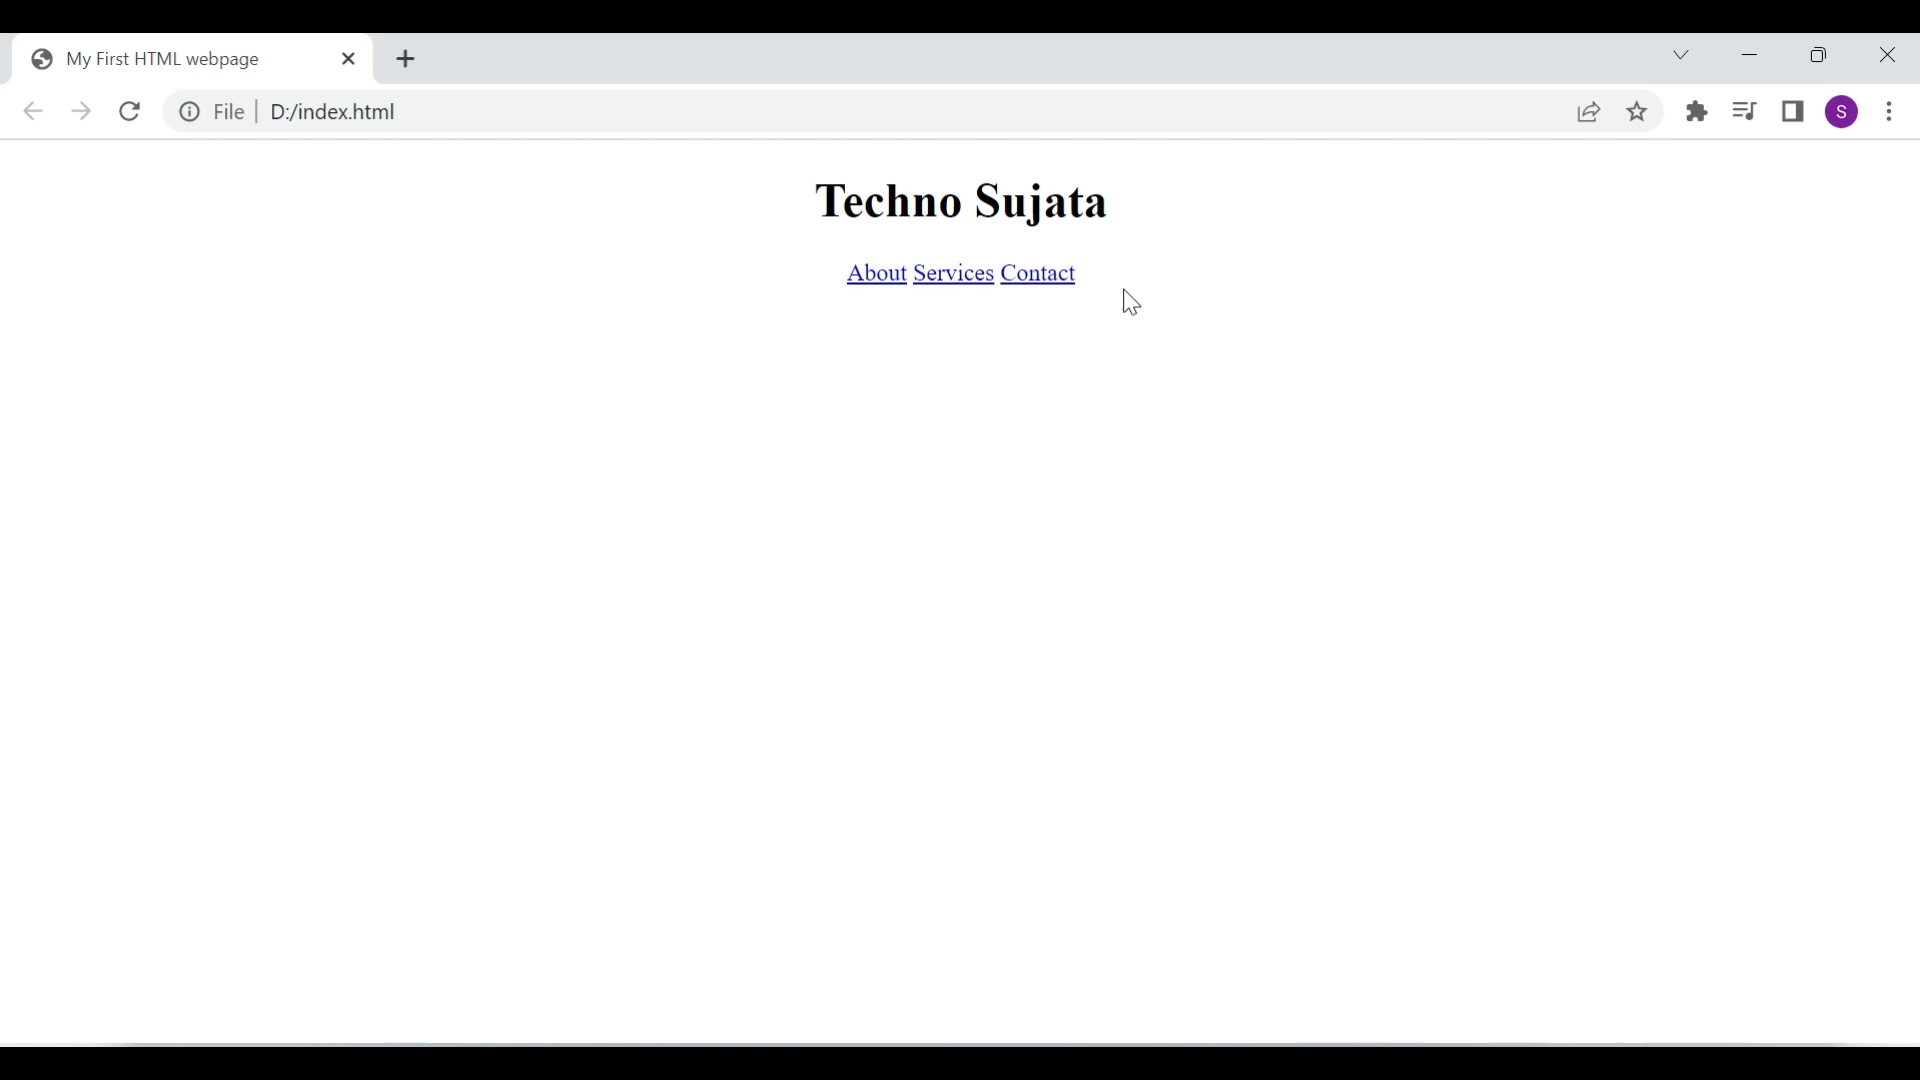 My First HTML webpage
File D:/index.html
S
Techno Sujata
About Services Contact